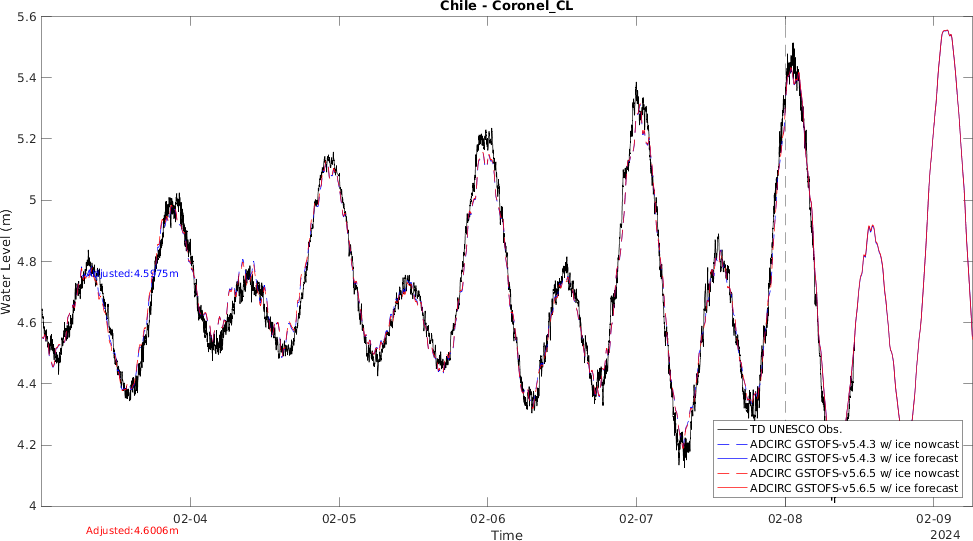 Chile - Coronel_CL
5.6
5.4
5.2
5
4.8
4.6
4.4
4.2
4
Water Level (m)
Adjusted:4.5975m
TD UNESCO Obs.
ADCIRC GSTOFS-v5.4.3 w/ ice nowcast
ADCIRC GSTOFS-v5.4.3 w/ ice forecast
ADCIRC GSTOFS-v5.6.5 w/ ice nowcast
ADCIRC GSTOFS-v5.6.5 w/ ice forecast
02-04 02-05 02-06 02-07 02-08 02-09
2024
Time
Adjusted:4.6006m